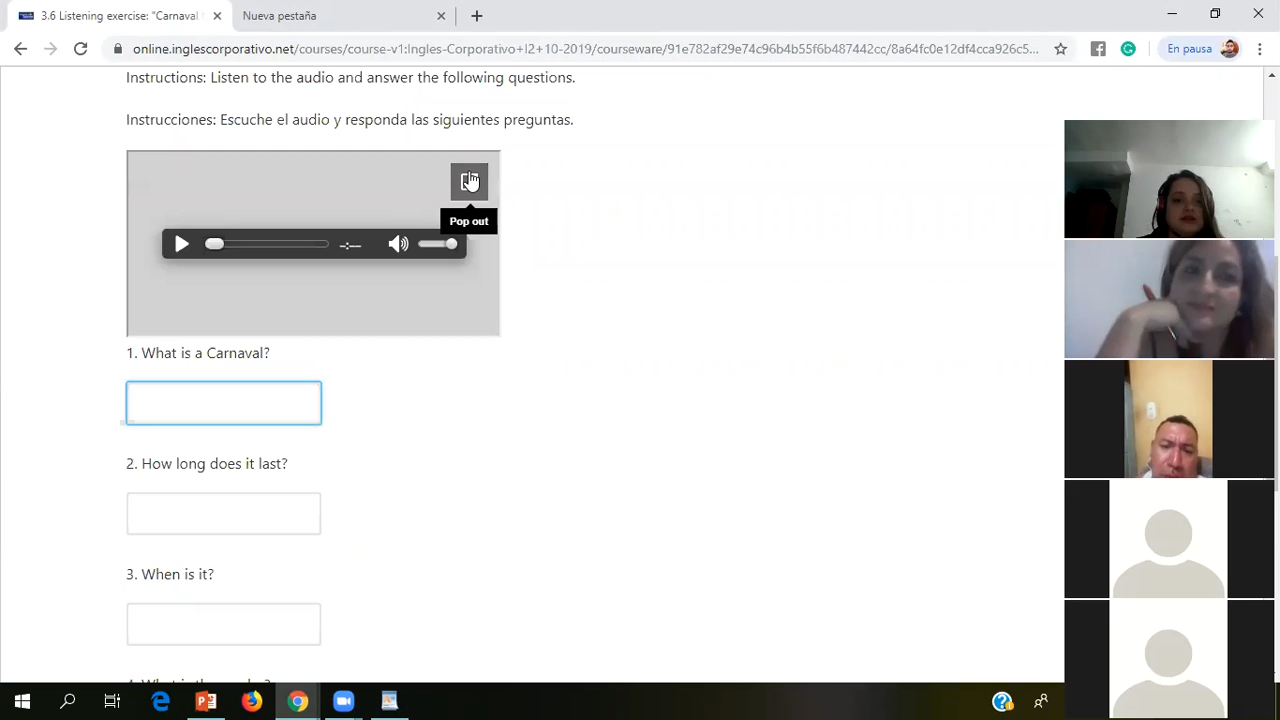 3.6 Listening exercise: "Carnaval
Nueva pestaña
online.inglescorporativo.net/courses/course-v1:Ingles-Corporativo+I2+10-2019/courseware/91e782af29e74c96b4b55f6b487442cc/8a64fc0e12df4cca926c5...
En pausa
Instructions: Listen to the audio and answer the following questions.
Instrucciones: Escuche el audio y responda las siguientes preguntas.
Pop out
-:--
1. What is a Carnaval?
2. How long does it last?
3. When is it?